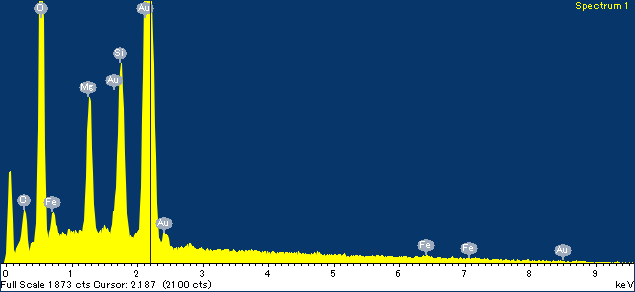 Spectrum 1
O
Au
Si
Au
Mg
C
Fe
Au
Fe
Fe
Au
0 1 2 3 4 5 6 7 8 9
Full Scale 1873 cts Cursor: 2.187 (2100 cts) keV